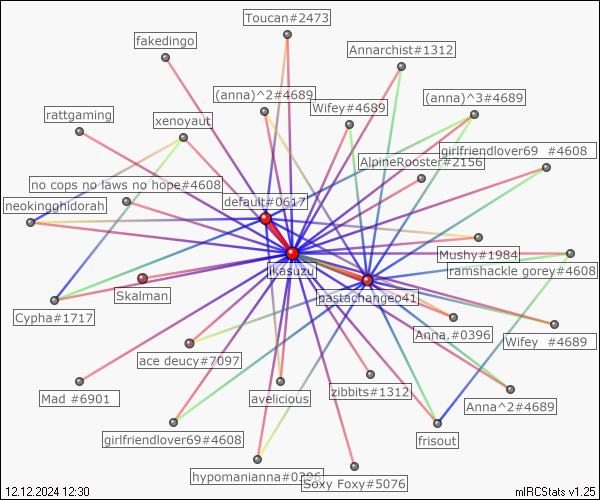 Toucan#2473
fakedingo
Annarchist#1312
(anna)^2#4689
(anna)^3#4689
Wifey#4689
rattgaming
xenoyaut
girlfriendlover69 #4608
AlpineRooster#2156
no cops no laws no hope#4608
default#0617
neokingghidorah
Mushy#1984
ikasuzu
ramshackle gorey#4608
Skalman
pastachangeo41
Cypha#1717
Anna.#0396
Wifey #4689
ace deucy#7097
Mad #6901
avelicious
zibbits#1312
Anna^2#4689
girlfriendlover69#4608
frisout
hypomanianna#0396
Soxy Foxy#5076
12.12.2024 12:30
mIRCStats v1.25